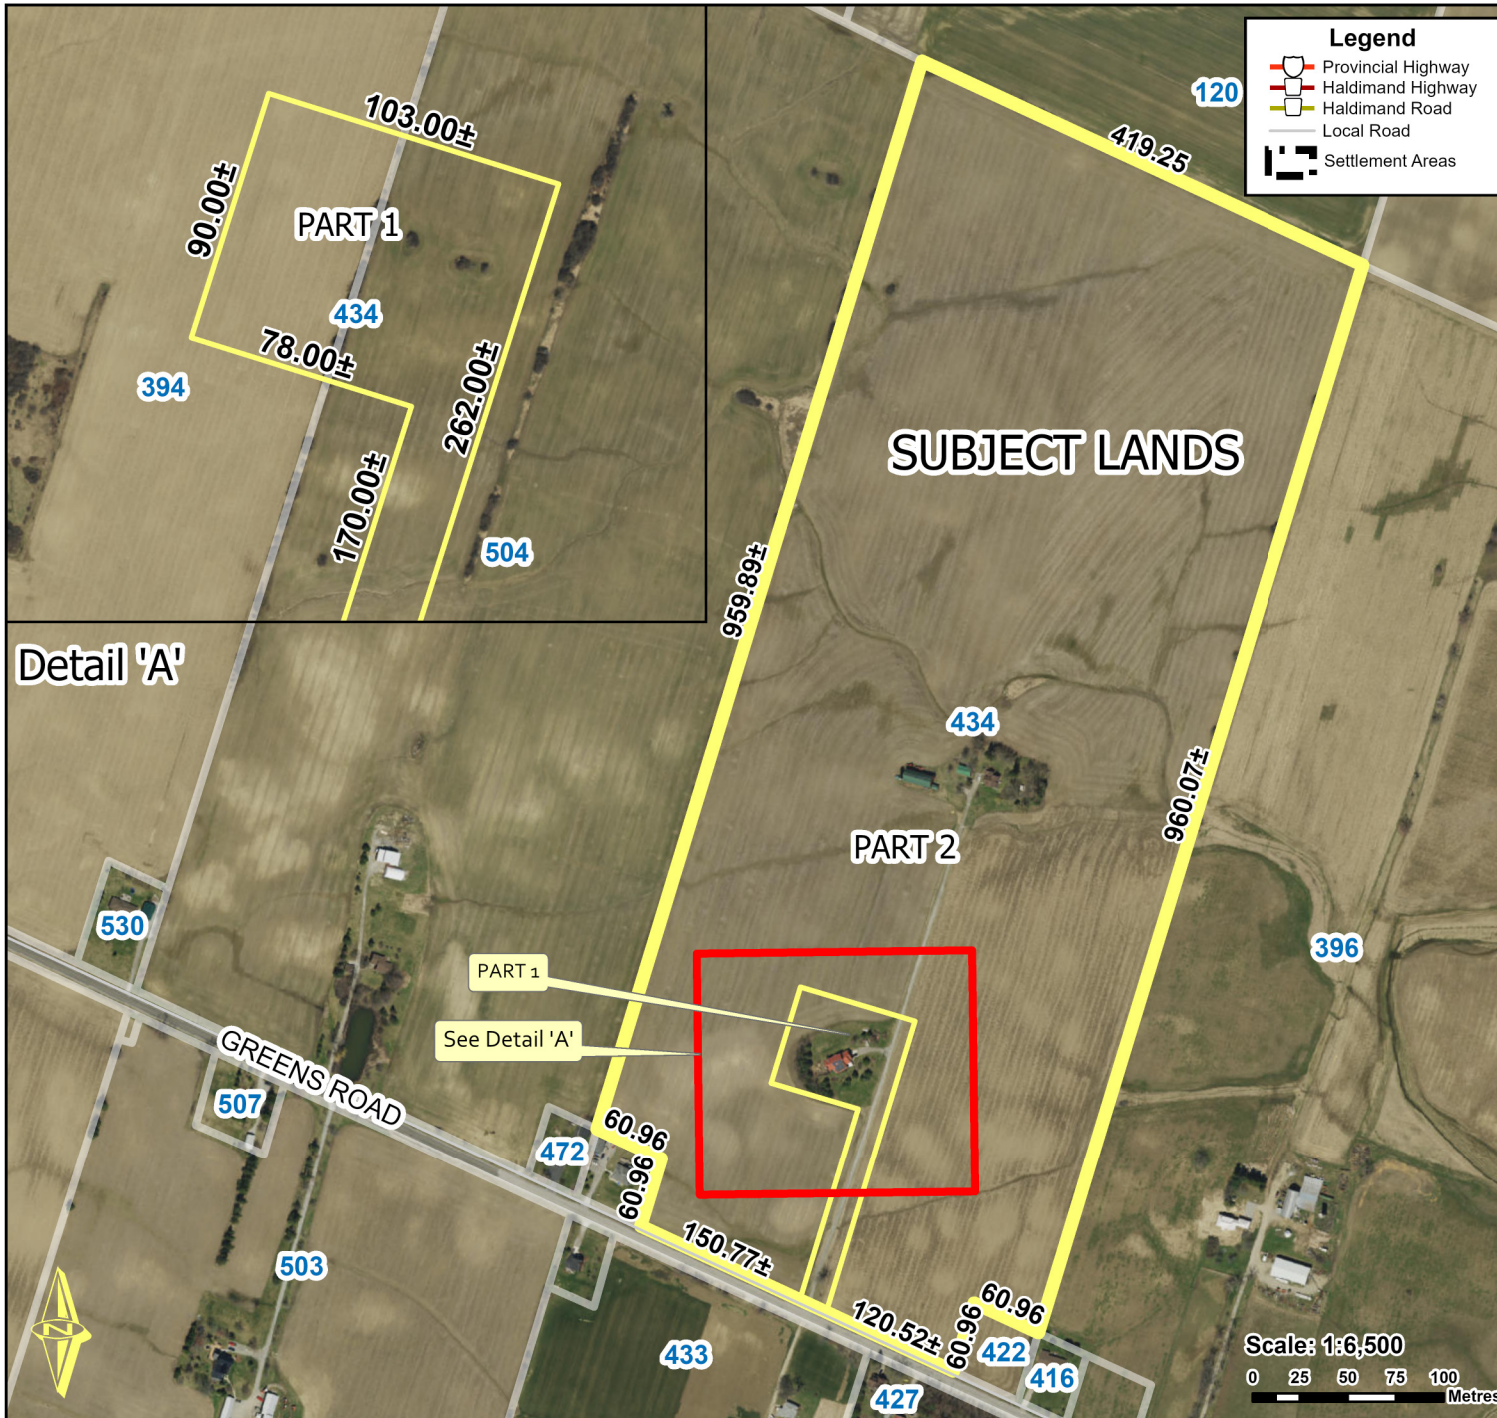 Legend
Provincial Highway
Haldimand Highway
Haldimand Road
Local Road
Settlement Areas
120
419.25
103.00±
90.00±
PART 1
434
78.00±
394
262.00±
170.00±
504
Detail 'A'
SUBJECT LANDS
959.89±
434
960.07±
PART 2
530
396
PART 1
See Detail 'A'
GREENS ROAD
507
472
60.96
60.96
150.77±
503
120.52±
60.96
60.96
422
416
433
427
N
Scale: 1:6,500
0 25 50 75 100
Metres